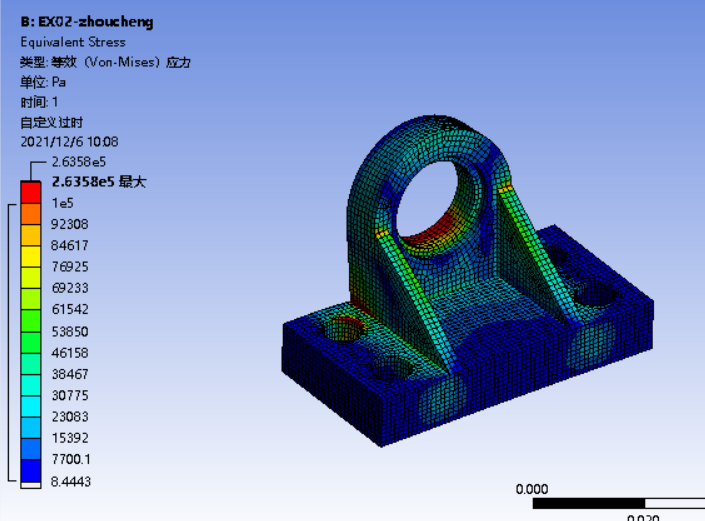 B: EX02-zhoucheng
Equivalent Stress
类型: 等效（Von-Mises）应力
单位: Pa
时间: 1
自定义过时
2021/12/6 10:08
2.6358e5
2.6358e5 最大
1e5
92308
84617
76925
69233
61542
53850
46158
38467
30775
23083
15392
7700.1
8.4443
0.000
0.020